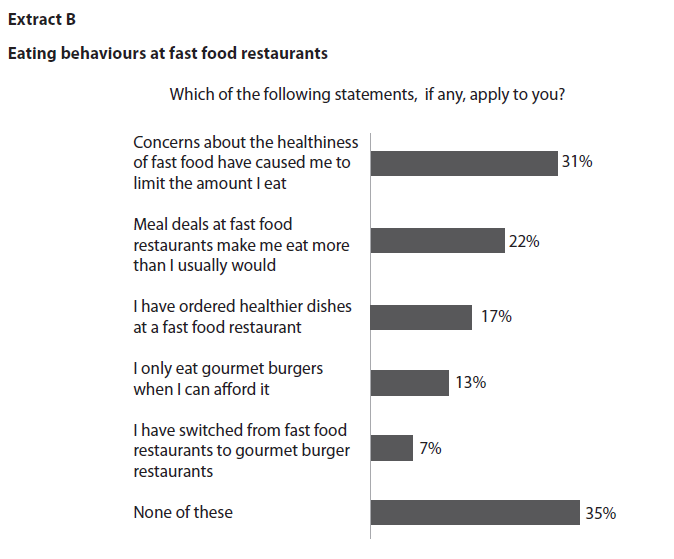 Extract B
Eating behaviours at fast food restaurants
Which of the following statements, if any, apply to you?
Concerns about the healthiness
of fast food have caused me to
limit the amount I eat
31%
Meal deals at fast food
restaurants make me eat more
than I usually would
22%
I have ordered healthier dishes
at a fast food restaurant
17%
I only eat gourmet burgers
when I can afford it
13%
I have switched from fast food
restaurants to gourmet burger
restaurants
7%
None of these
35%